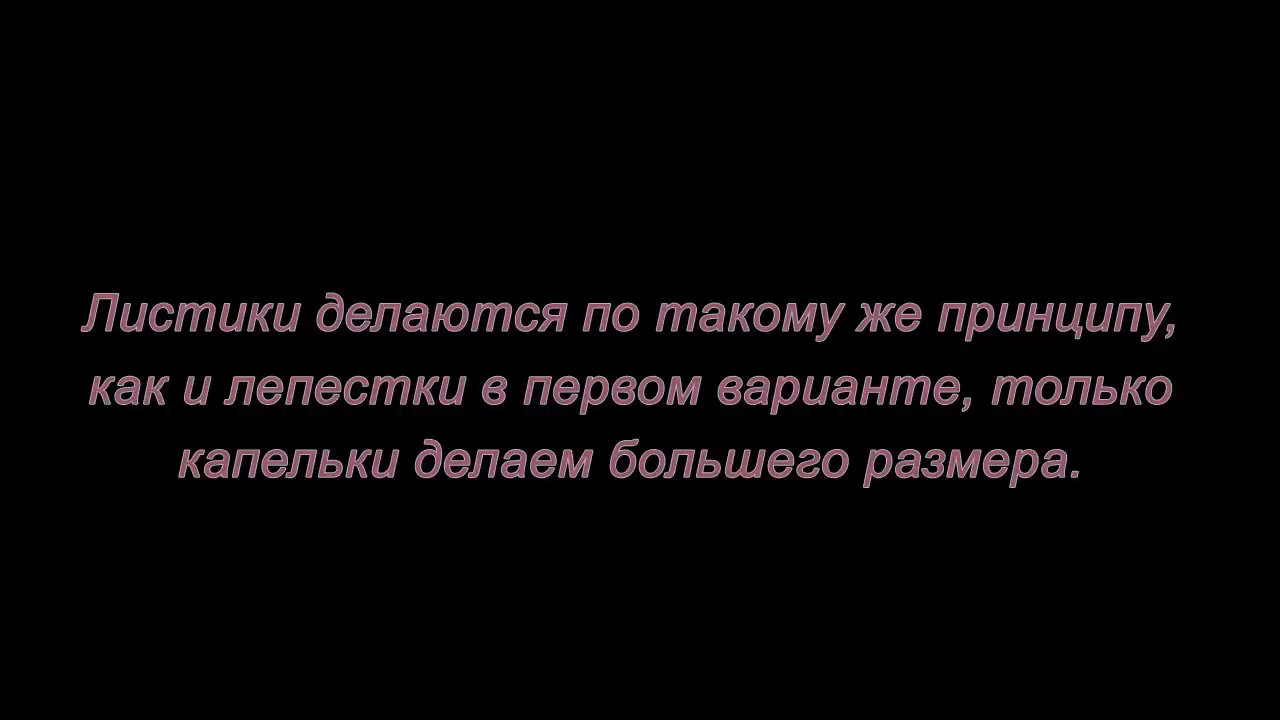 Листики делаются по такому же принципу,
как и лепестки в первом варианте, только
капельки делаем большего размера.